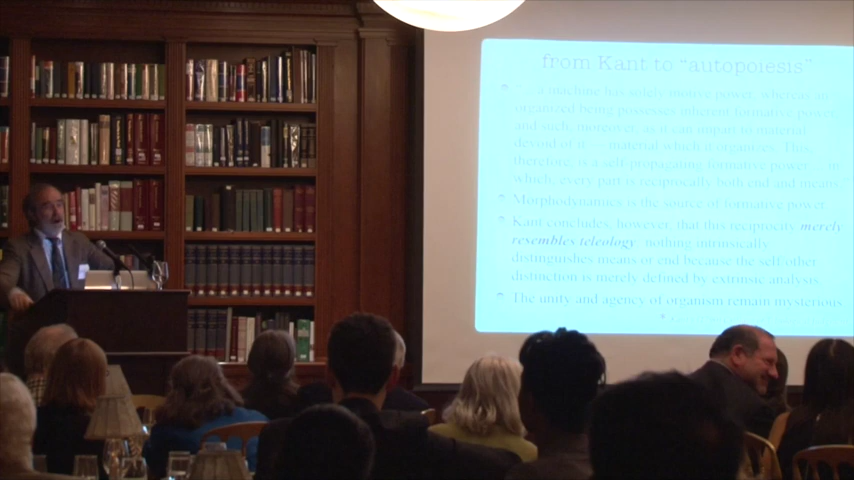 from Kant to "autopoiesis"
a machine has solely motive power, whereas an
organized being possesses inherent formative power,
and such, moreover, as it can impart to material
devoid of it — material which it organizes. This,
therefore, is a self-propagating formative power
which, every part is reciprocally both end and means.
Morphodynamics is the source of formative power
Kant concludes, however, that this reciprocity merely
resembles teleology: nothing intrinsically
distinguishes means or end because the self other
distinction is merely defined by extrinsic analysis.
The unity and agency of organism remain mysterious